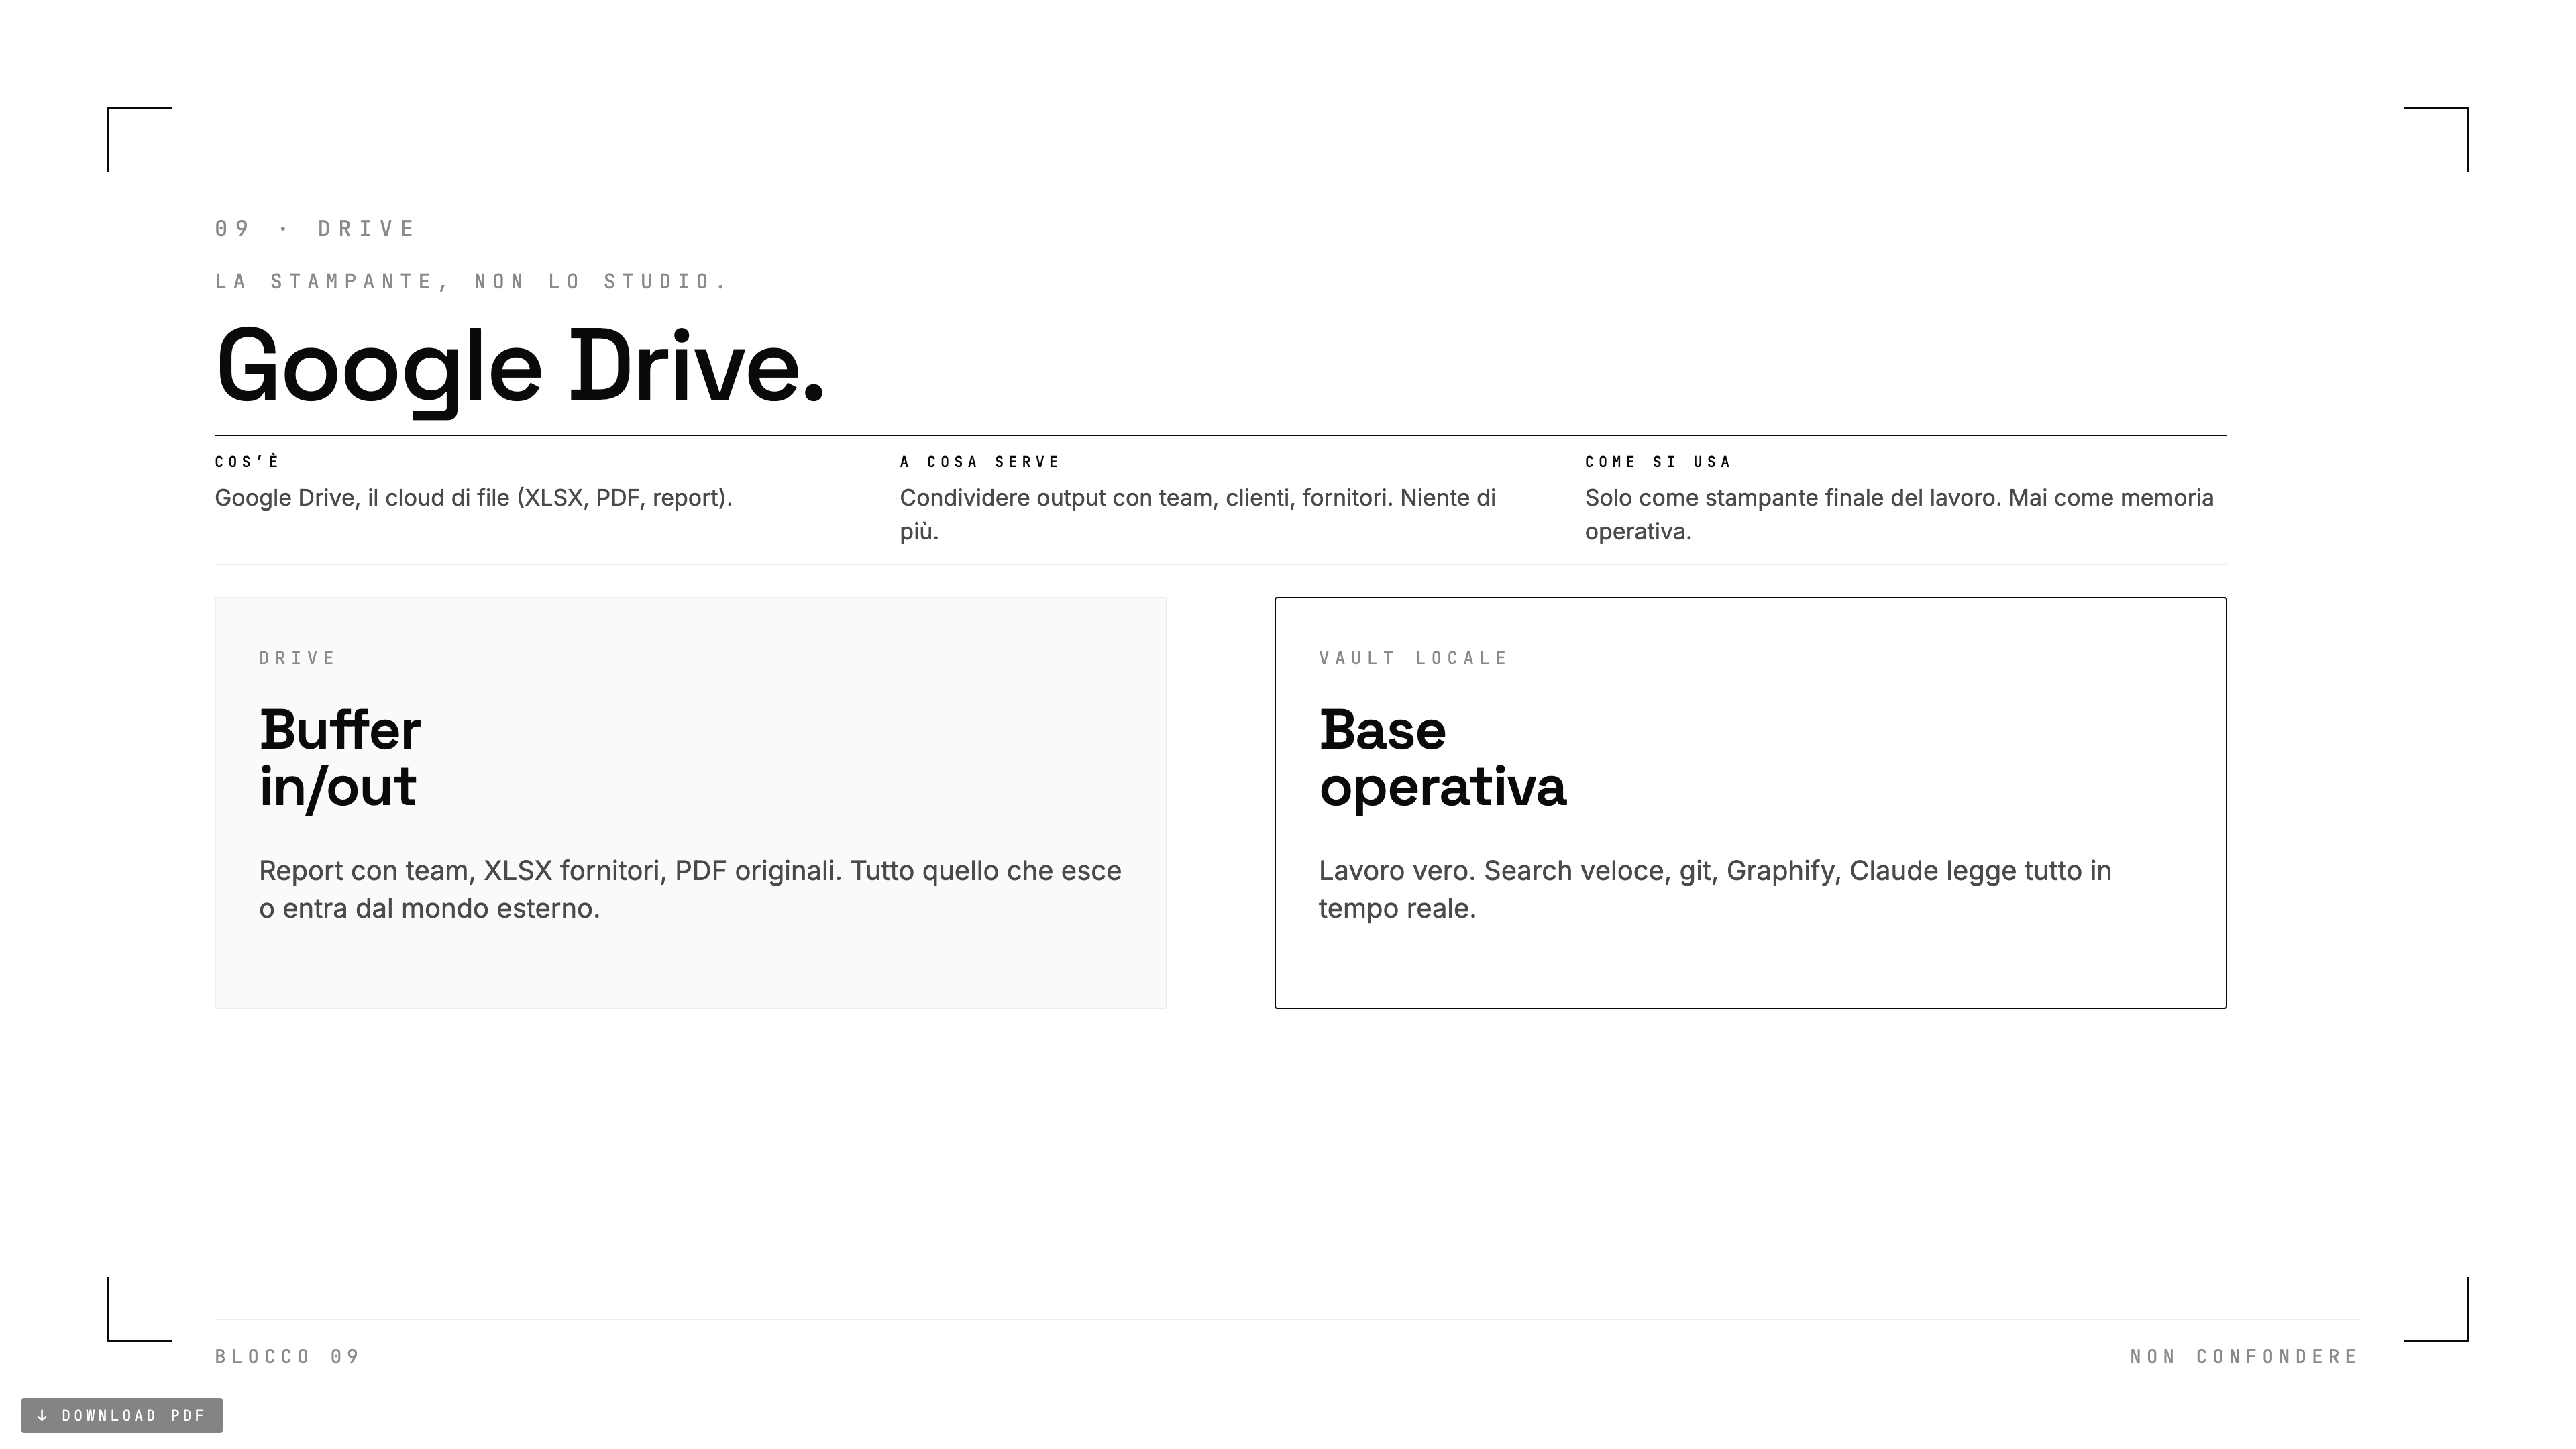 09 · DRIVE
LA STAMPANTE, NON LO STUDIO.
Google Drive.
COS’È
Google Drive, il cloud di file (XLSX, PDF, report).
A COSA SERVE
Condividere output con team, clienti, fornitori. Niente di
più.
COME SI USA
Solo come stampante finale del lavoro. Mai come memoria
operativa.
DRIVE
Buffer
in/out
Report con team, XLSX fornitori, PDF originali. Tutto quello che esce
o entra dal mondo esterno.
VAULT LOCALE
Base
operativa
Lavoro vero. Search veloce, git, Graphify, Claude legge tutto in
tempo reale.
BLOCCO 09
NON CONFONDERE
↓ DOWNLOAD PDF